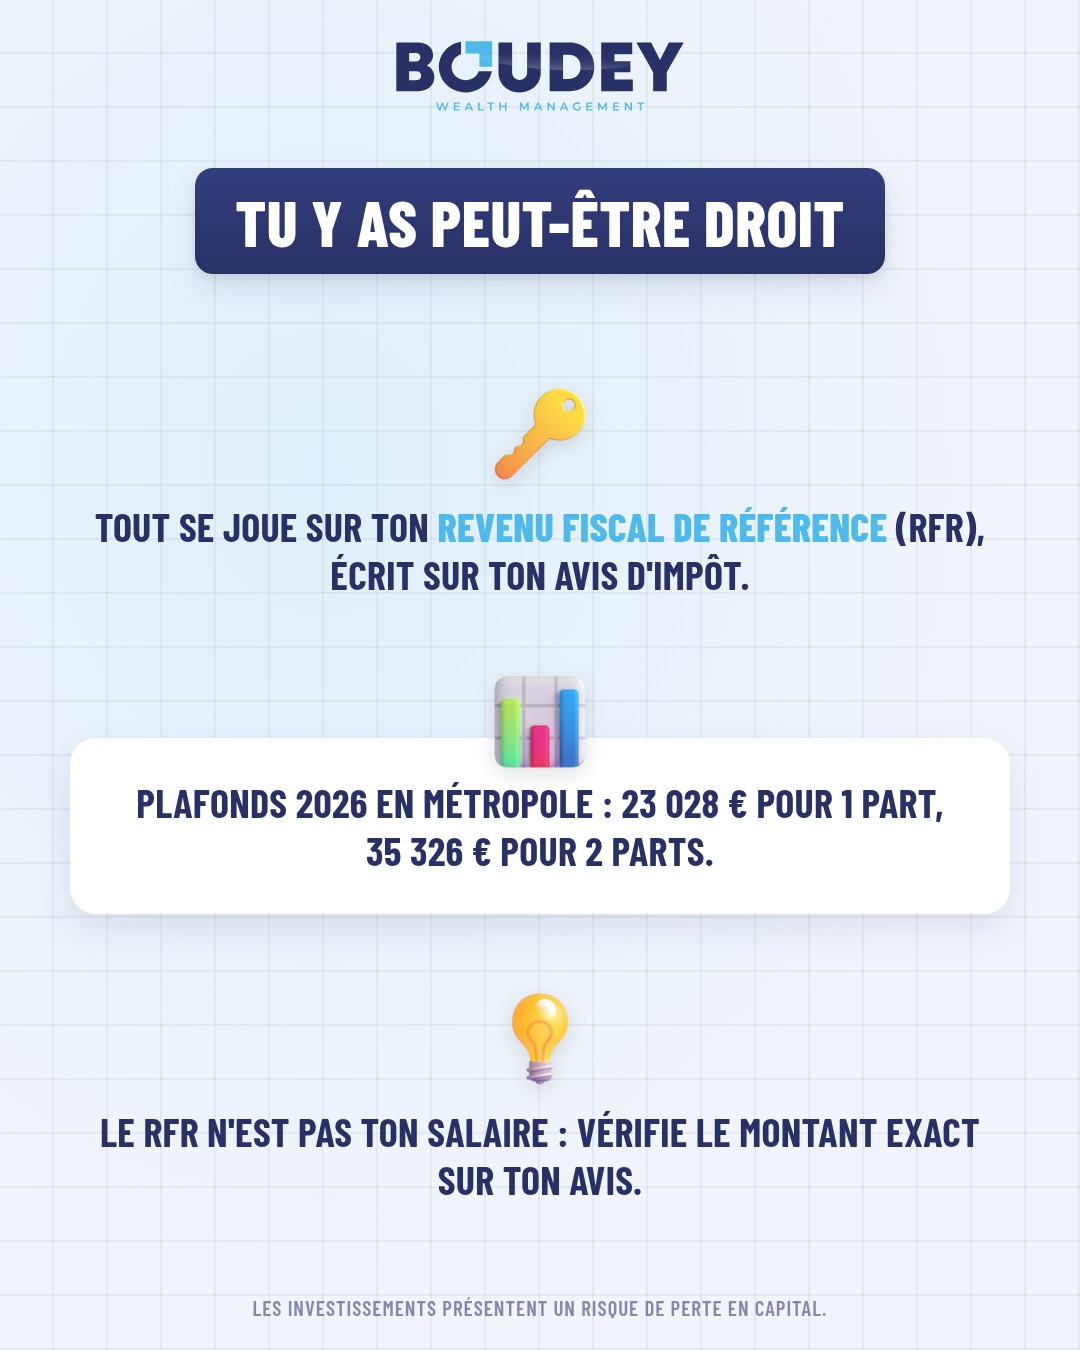 BOUDEY
WEALTH MANAGEMENT
TU Y AS PEUT-ÊTRE DROIT
TOUT SE JOUE SUR TON REVENU FISCAL DE RÉFÉRENCE (RFR),
ÉCRIT SUR TON AVIS D'IMPÔT.
PLAFONDS 2026 EN MÉTROPOLE : 23 028 € POUR 1 PART,
35 326 € POUR 2 PARTS.
LE RFR N'EST PAS TON SALAIRE : VÉRIFIE LE MONTANT EXACT
SUR TON AVIS.
LES INVESTISSEMENTS PRÉSENTENT UN RISQUE DE PERTE EN CAPITAL.